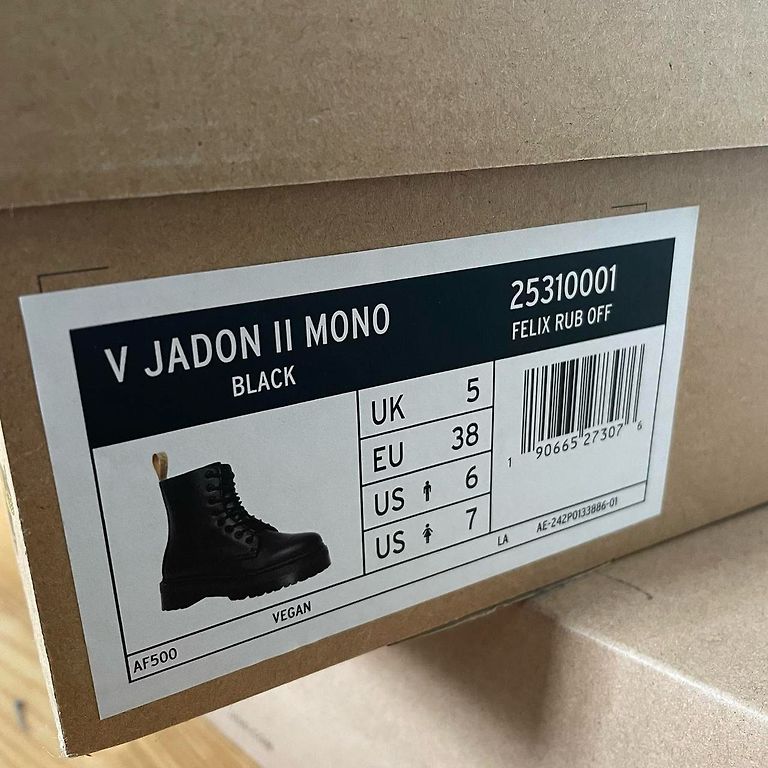 V JADON II MONO
BLACK
25310001
FELIX RUB OFF
UK 5
EU 38
US 6
US 7
1 90665 27307 6
AF500
VEGAN
LA
AE-242P0133886-01